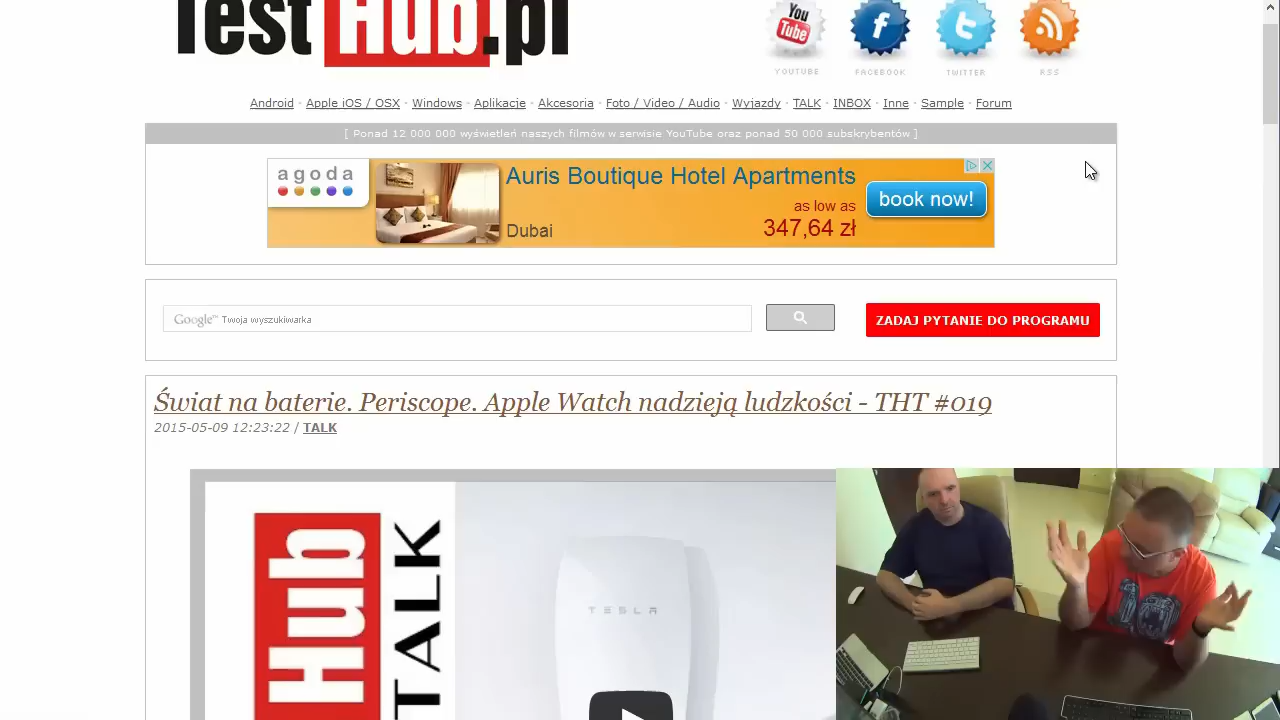 TestHub.pl
You Tube
YOUTUBE
FACEBOOK
TWITTER
RSS
Android · Apple iOS / OSX · Windows · Aplikacje · Akcesoria · Foto / Video / Audio · Wyjazdy · TALK · INBOX · Inne · Sample · Forum
[ Ponad 12 000 000 wyświetleń naszych filmów w serwisie YouTube oraz ponad 50 000 subskrybentów ]
agoda
Auris Boutique Hotel Apartments
as low as
Dubai
347,64 zł
book now!
Google™ Twoja wyszukiwarka
ZADAJ PYTANIE DO PROGRAMU
Świat na baterie. Periscope. Apple Watch nadzieją ludzkości - THT #019
2015-05-09 12:23:22 / TALK
Hub
TALK
TESLA